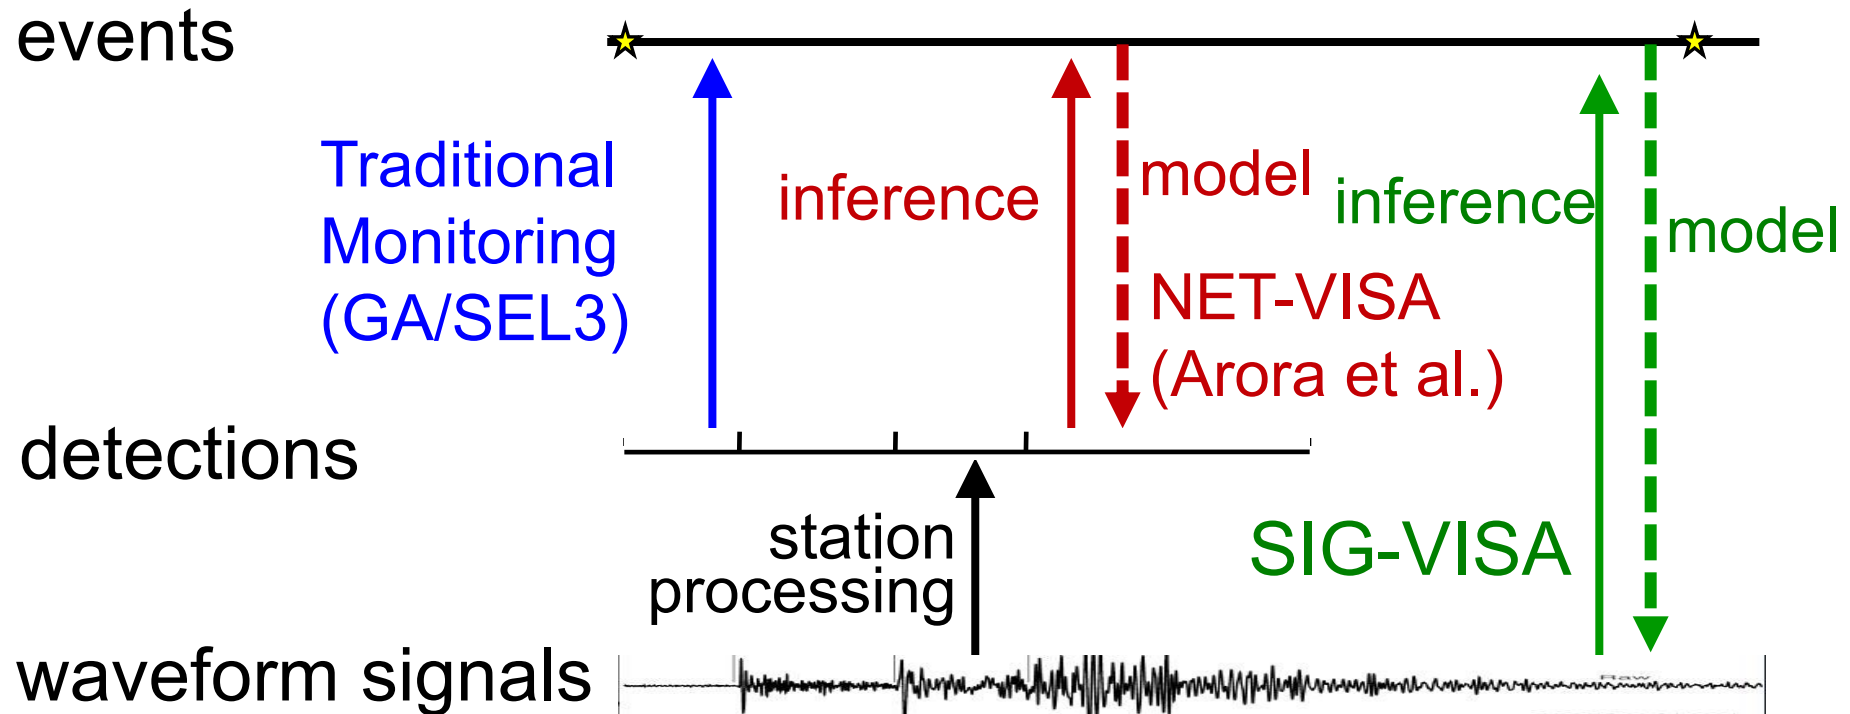 events
Traditional
Monitoring
(GA/SEL3)
inference
model
NET-VISA
(Arora et al.)
inference
model
detections
station
processing
SIG-VISA
waveform signals
Raw